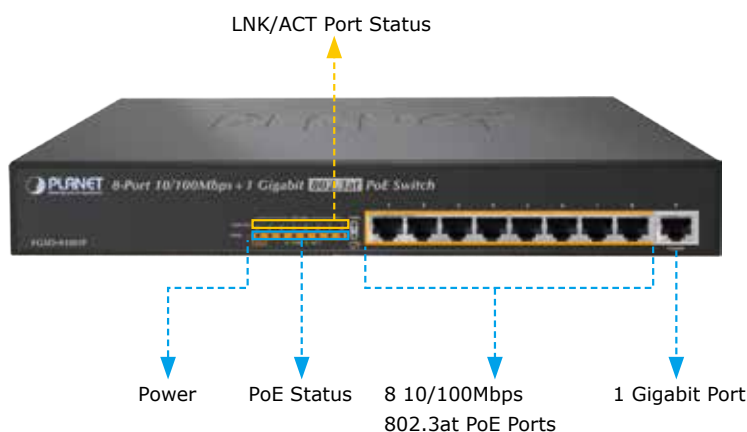 LNK/ACT Port Status
PLANET 8-Port 10/100Mbps + 1 Gigabit 802.3at PoE Switch
Power
PoE Status
8 10/100Mbps
802.3at PoE Ports
1 Gigabit Port